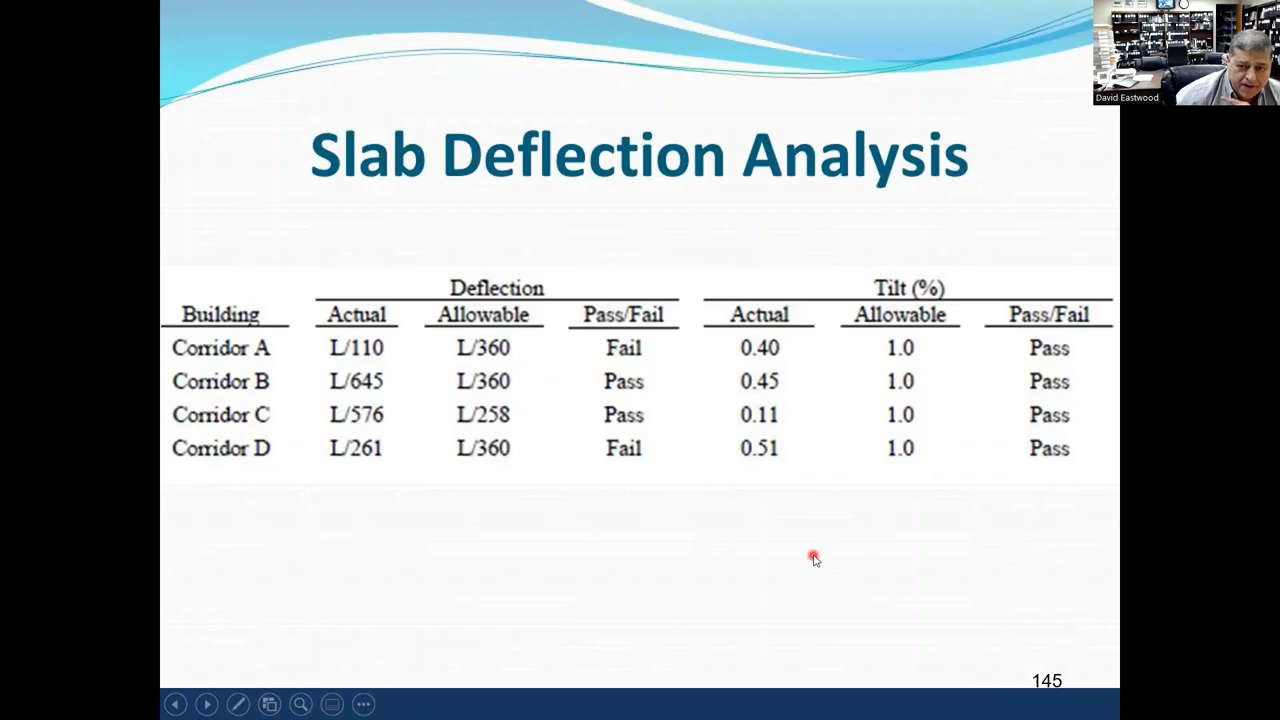 David Eastwood
Slab Deflection Analysis
Deflection Tilt (%)
Building Actual Allowable Pass/Fail Actual Allowable Pass/Fail
Corridor A L/110 L/360 Fail 0.40 1.0 Pass
Corridor B L/645 L/360 Pass 0.45 1.0 Pass
Corridor C L/576 L/258 Pass 0.11 1.0 Pass
Corridor D L/261 L/360 Fail 0.51 1.0 Pass
145